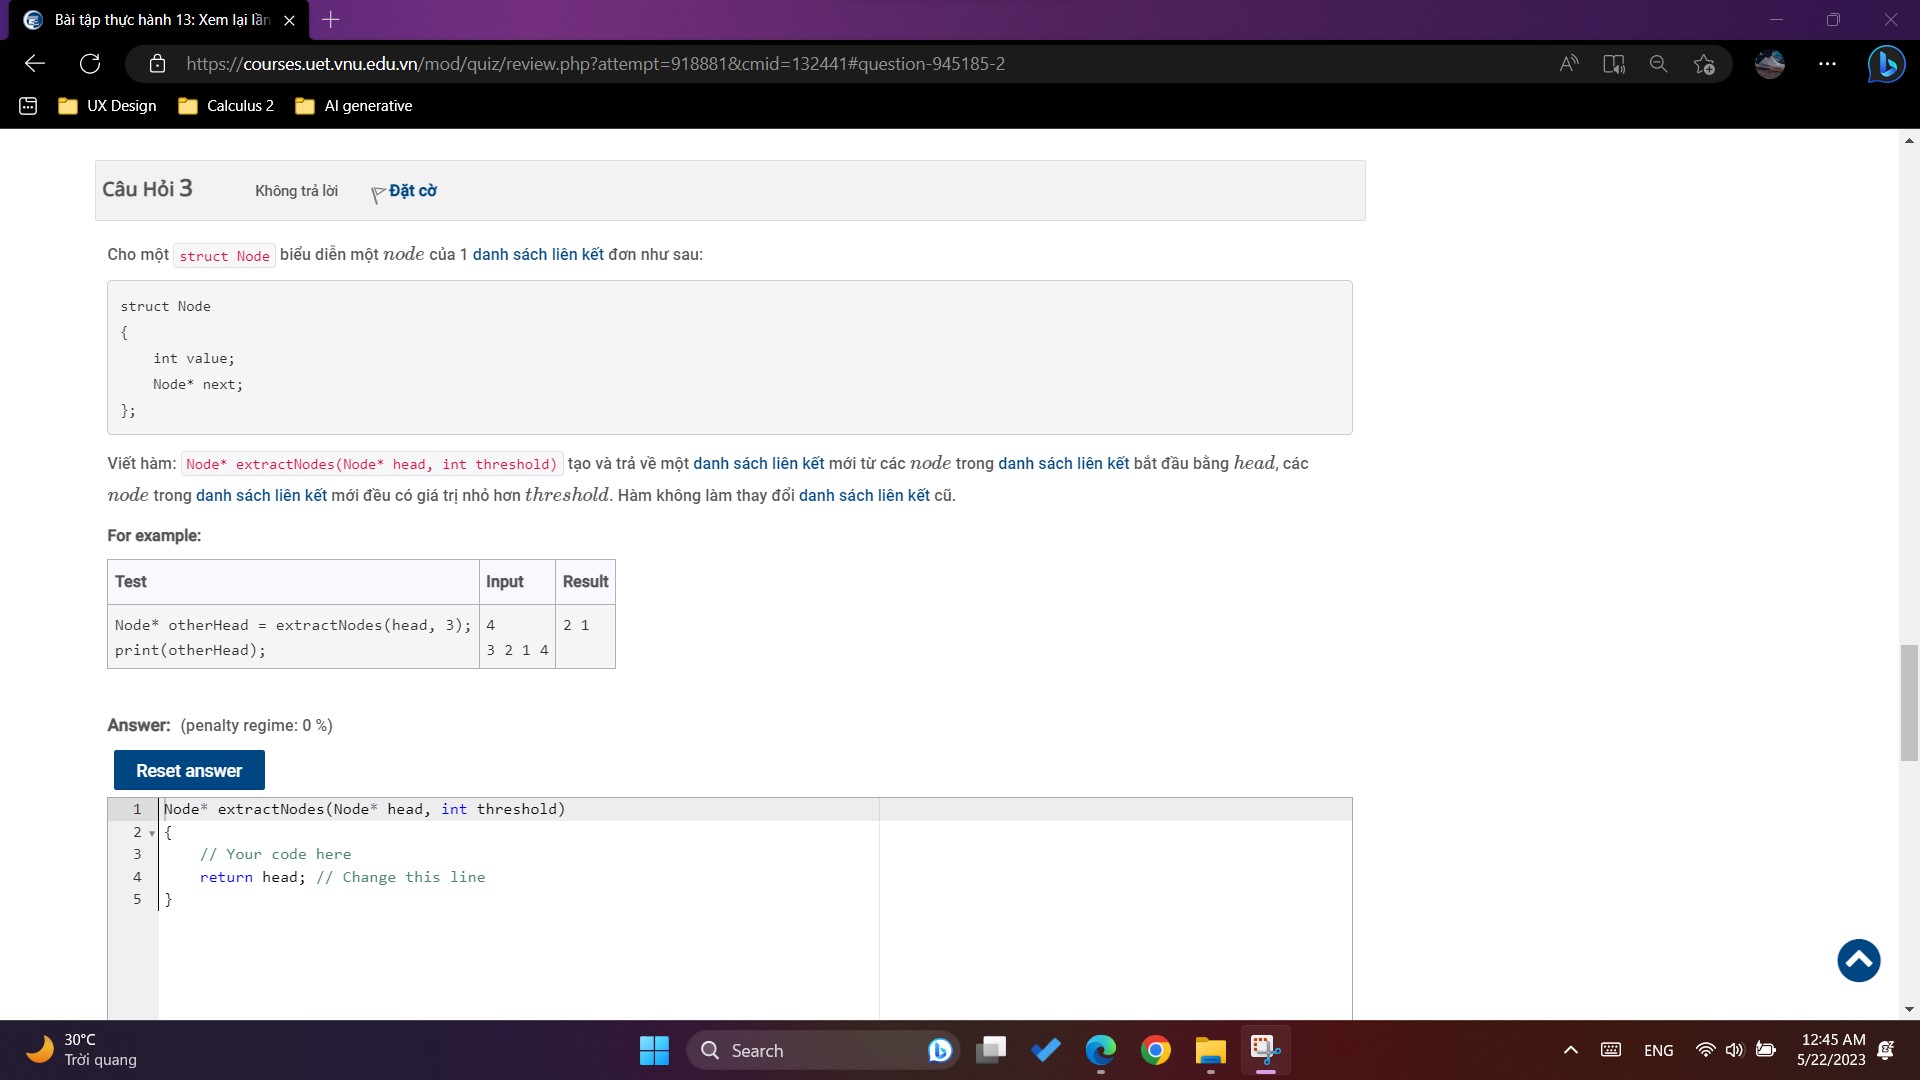 Bài tập thực hành 13: Xem lại lần
https://courses.uet.vnu.edu.vn/mod/quiz/review.php?attempt=918881&cmid=132441#question-945185-2
UX Design
Calculus 2
AI generative
Câu Hỏi 3
Không trả lời
Đặt cờ
Cho một struct Node biểu diễn một node của 1 danh sách liên kết đơn như sau:
struct Node
{
    int value;
    Node* next;
};
Viết hàm: Node* extractNodes(Node* head, int threshold) tạo và trả về một danh sách liên kết mới từ các node trong danh sách liên kết bắt đầu bằng head, các
node trong danh sách liên kết mới đều có giá trị nhỏ hơn threshold. Hàm không làm thay đổi danh sách liên kết cũ.
For example:
Test Input Result
Node* otherHead = extractNodes(head, 3); 4 2 1
print(otherHead); 3 2 1 4
Answer: (penalty regime: 0 %)
Reset answer
1 Node* extractNodes(Node* head, int threshold)
2 {
3     // Your code here
4     return head; // Change this line
5 }
30°C
Trời quang
Search
ENG
12:45 AM
5/22/2023